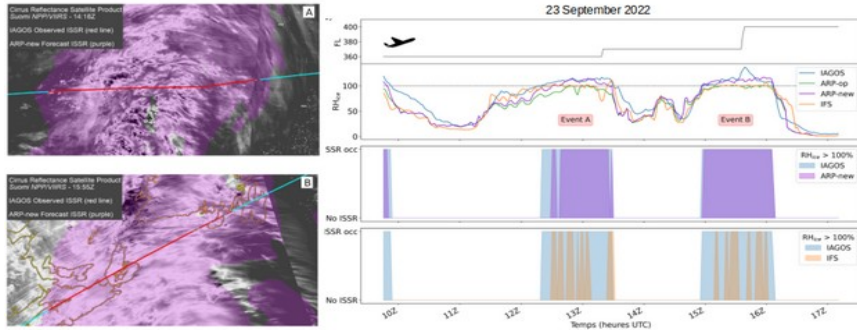 Cirrus Reflectance Satellite Product
Suomi NPP/VIIRS - 14:18Z
IAGOS Observed ISSR (red line)
ARP-new Forecast ISSR (purple)
A
Cirrus Reflectance Satellite Product
Suomi NPP/VIIRS - 15:55Z
IAGOS Observed ISSR (red line)
ARP-new Forecast ISSR (purple)
B
23 September 2022
FL
400
380
360
RHice
100
50
0
Event A
Event B
IAGOS
ARP-op
ARP-new
IFS
SSR occ
No ISSR
RHice > 100%
IAGOS
ARP-new
SSR occ
No ISSR
RHice > 100%
IAGOS
IFS
10Z 11Z 12Z 13Z 14Z 15Z 16Z 17Z
Temps (heures UTC)